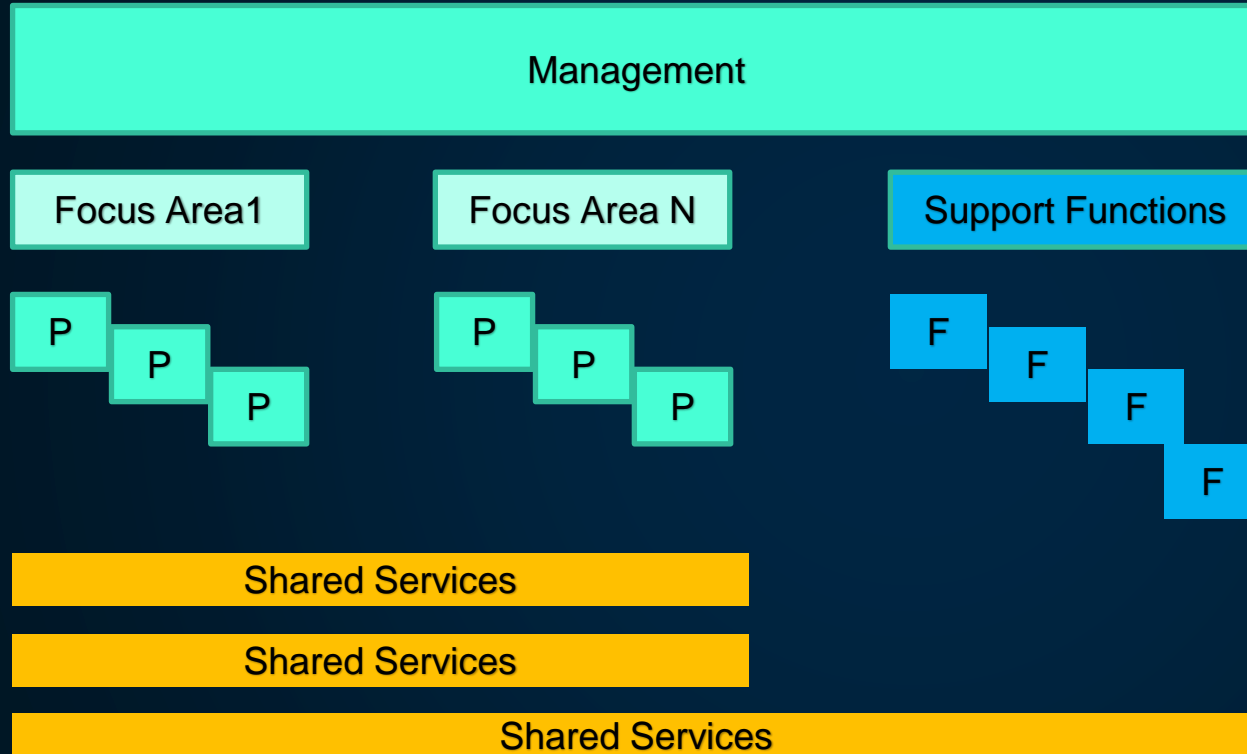 Management
Focus Area1
Focus Area N
Support Functions
P
P
P
P
P
P
F
F
F
F
Shared Services
Shared Services
Shared Services